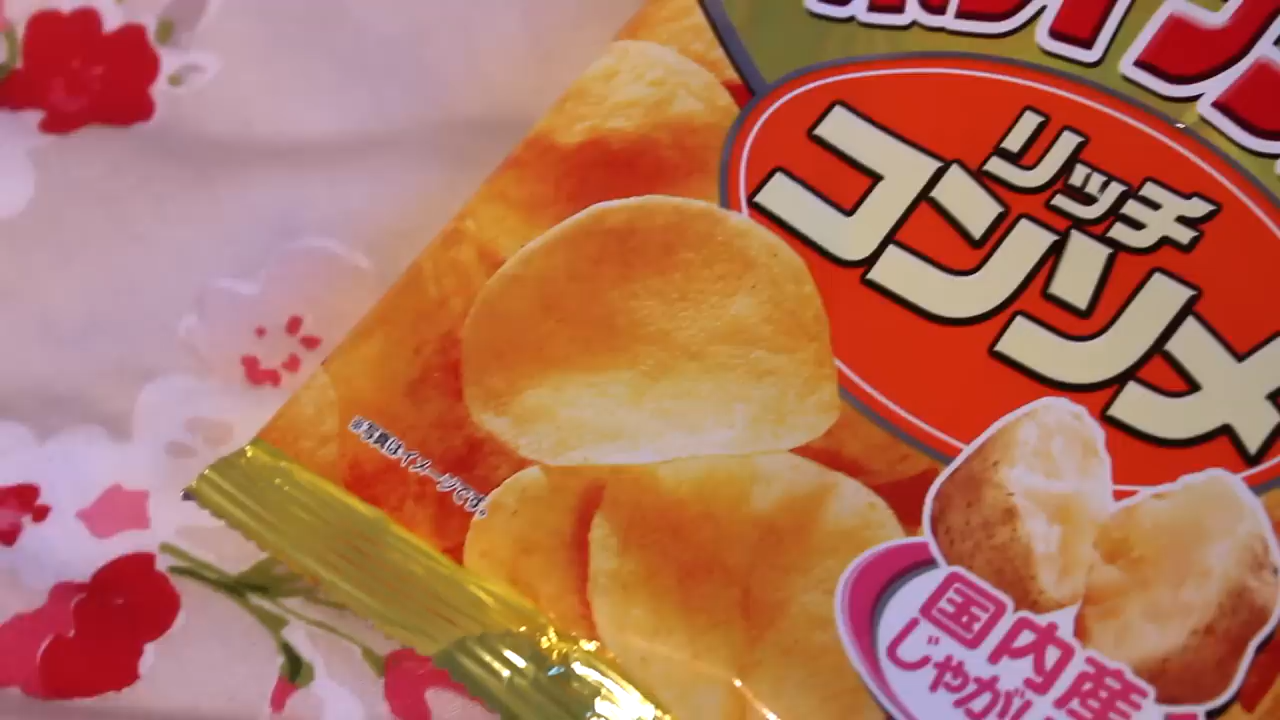 リッチ
コンソメ
※写真はイメージです。
国内産
じゃがい